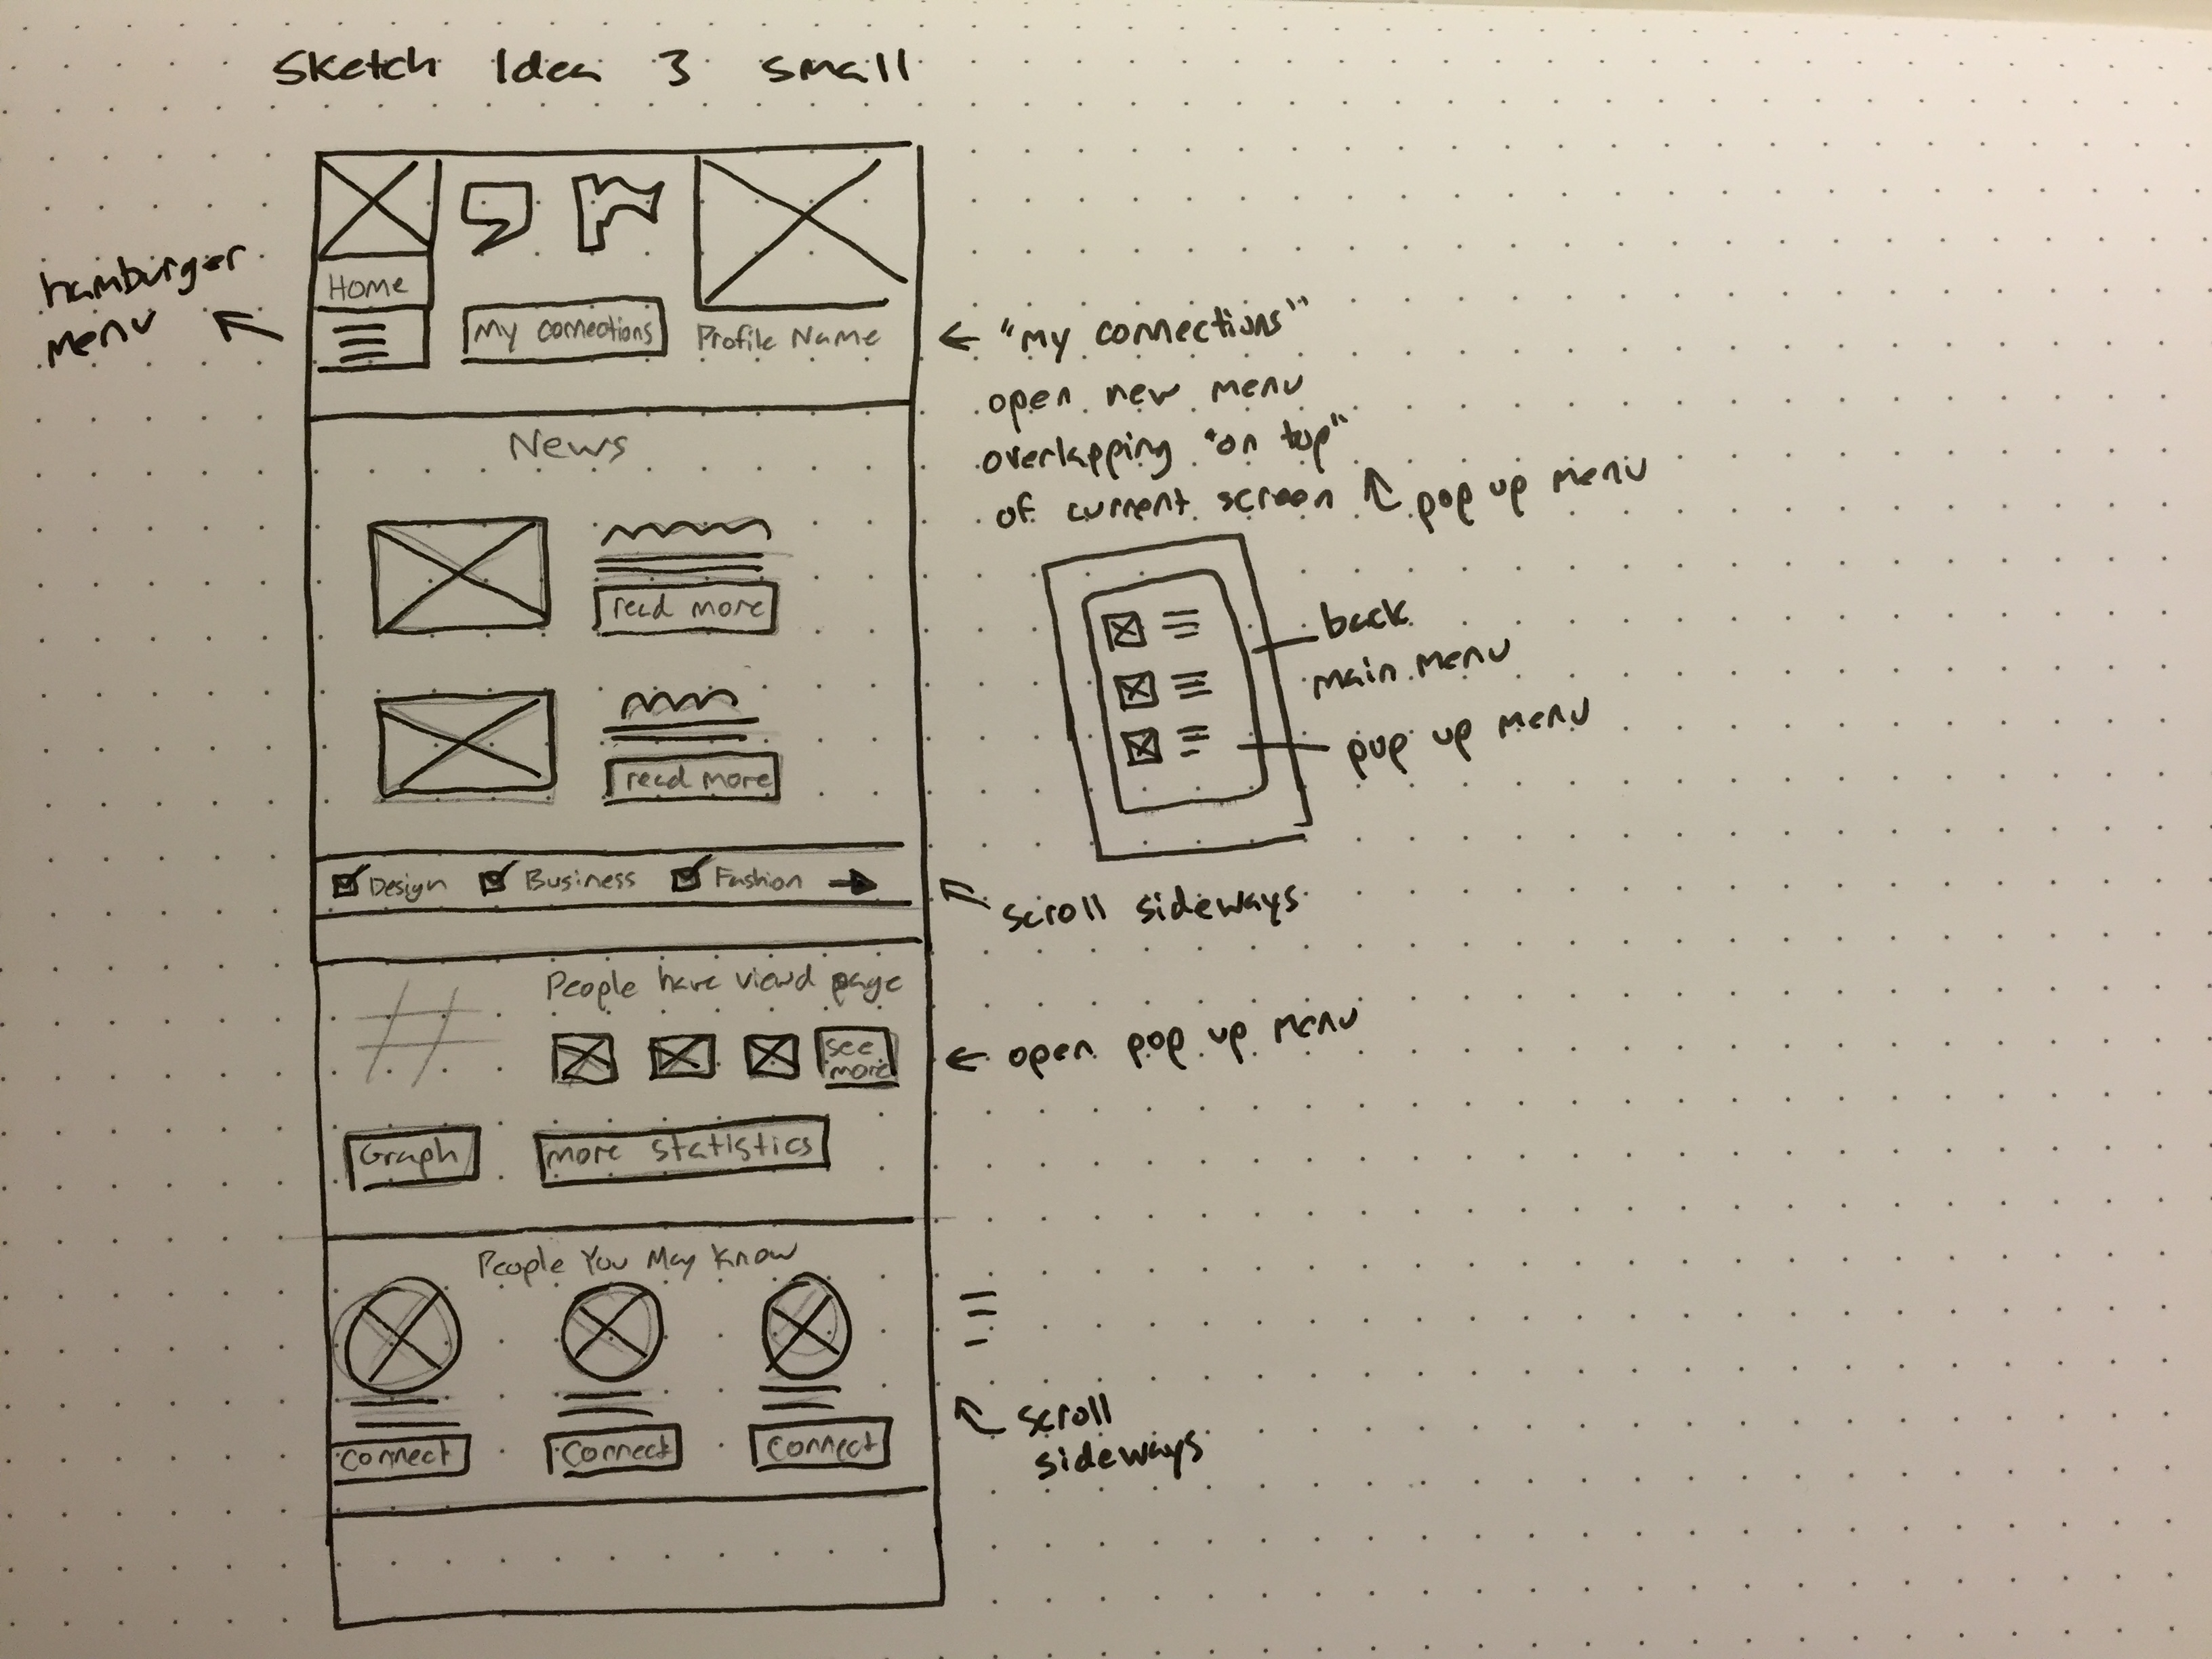 Sketch Idea 3 small
hamburger
menu
Home
My connections
Profile Name
"my connections"
open new menu
overlapping "on top"
of current screen
pop up menu
News
read more
read more
back
main menu
pop up menu
Design
Business
Fashion
scroll sideways
People have viewd page
see
more
open pop up menu
Graph
more statistics
People You May Know
connect
connect
connect
scroll
sideways